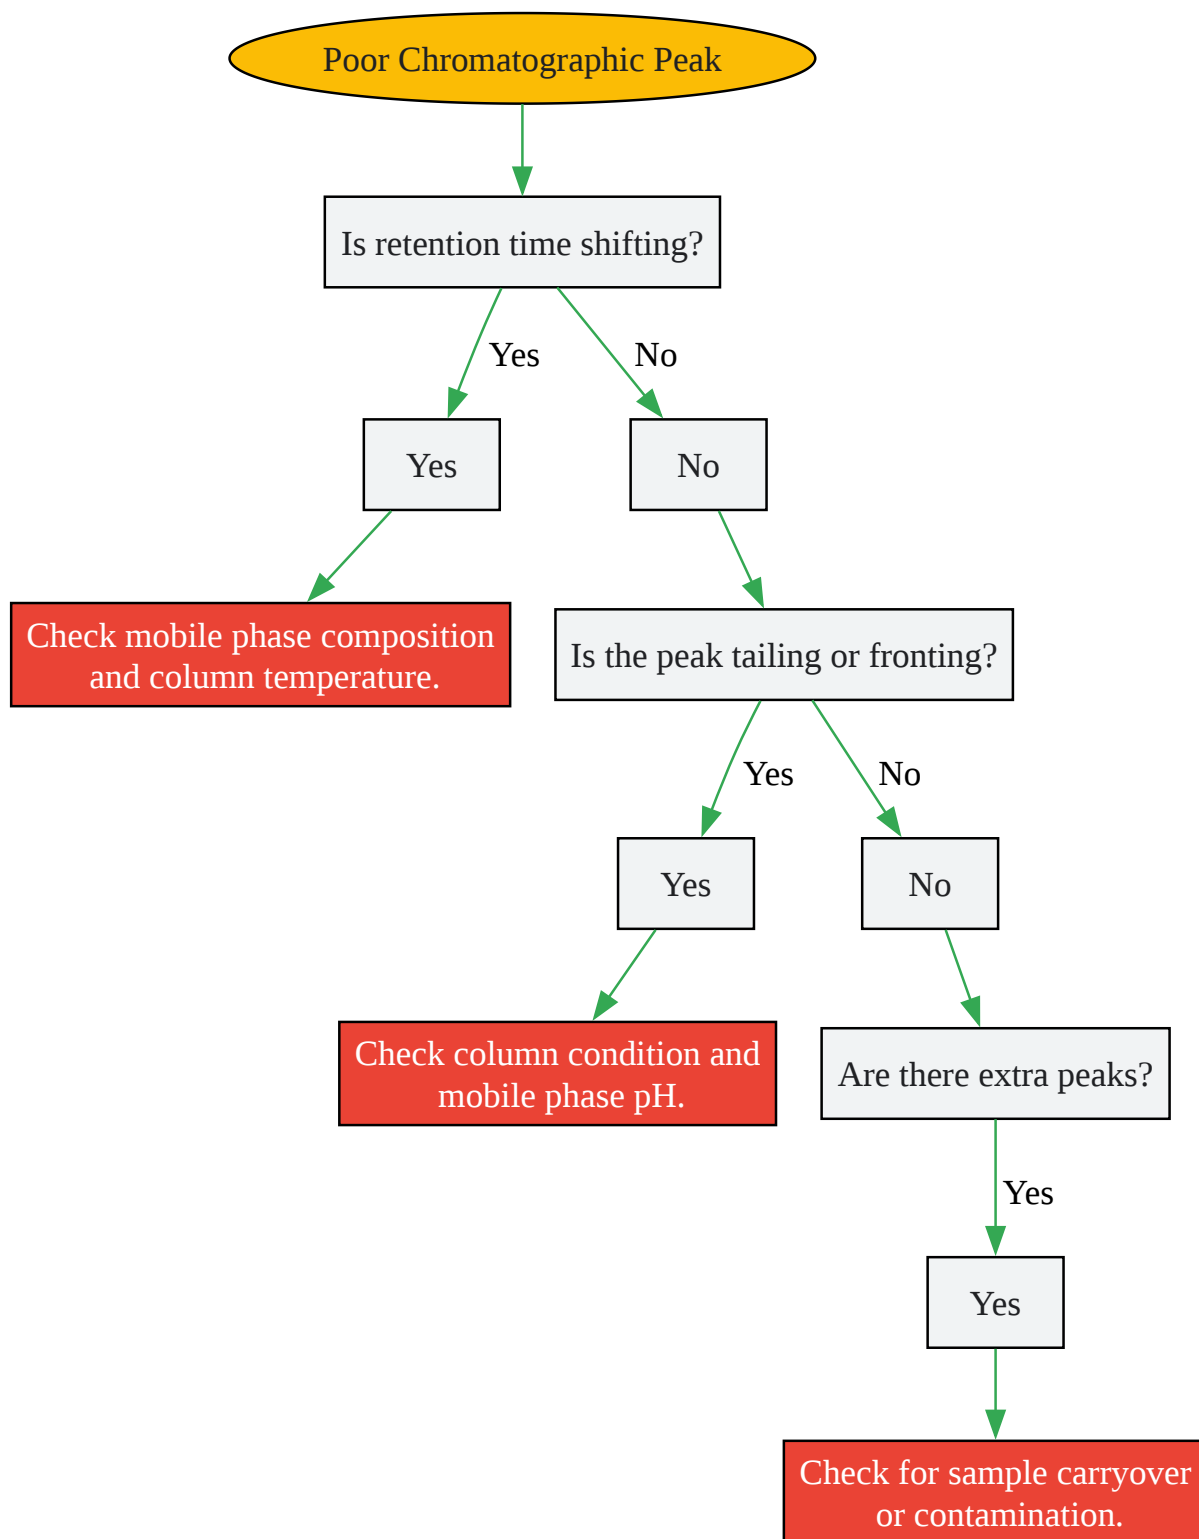 Poor Chromatographic Peak
Is retention time shifting?
Yes
No
Yes
No
Check mobile phase composition
and column temperature.
Is the peak tailing or fronting?
Yes
No
Yes
No
Check column condition and
mobile phase pH.
Are there extra peaks?
Yes
Yes
Check for sample carryover
or contamination.